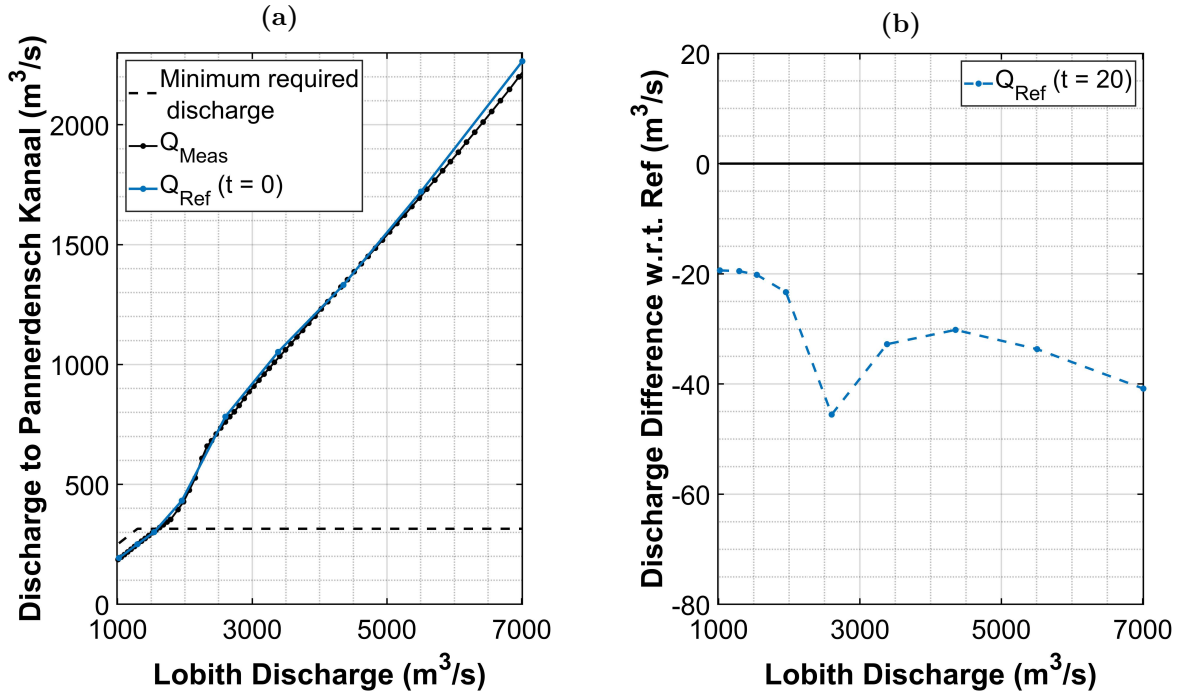 (a)
Discharge to Pannerdensch Kanaal (m³/s)
2000
1500
1000
500
0
Minimum required
discharge
Q_Meas
Q_Ref (t = 0)
1000 3000 5000 7000
Lobith Discharge (m³/s)
(b)
Discharge Difference w.r.t. Ref (m³/s)
20
0
-20
-40
-60
-80
Q_Ref (t = 20)
1000 3000 5000 7000
Lobith Discharge (m³/s)